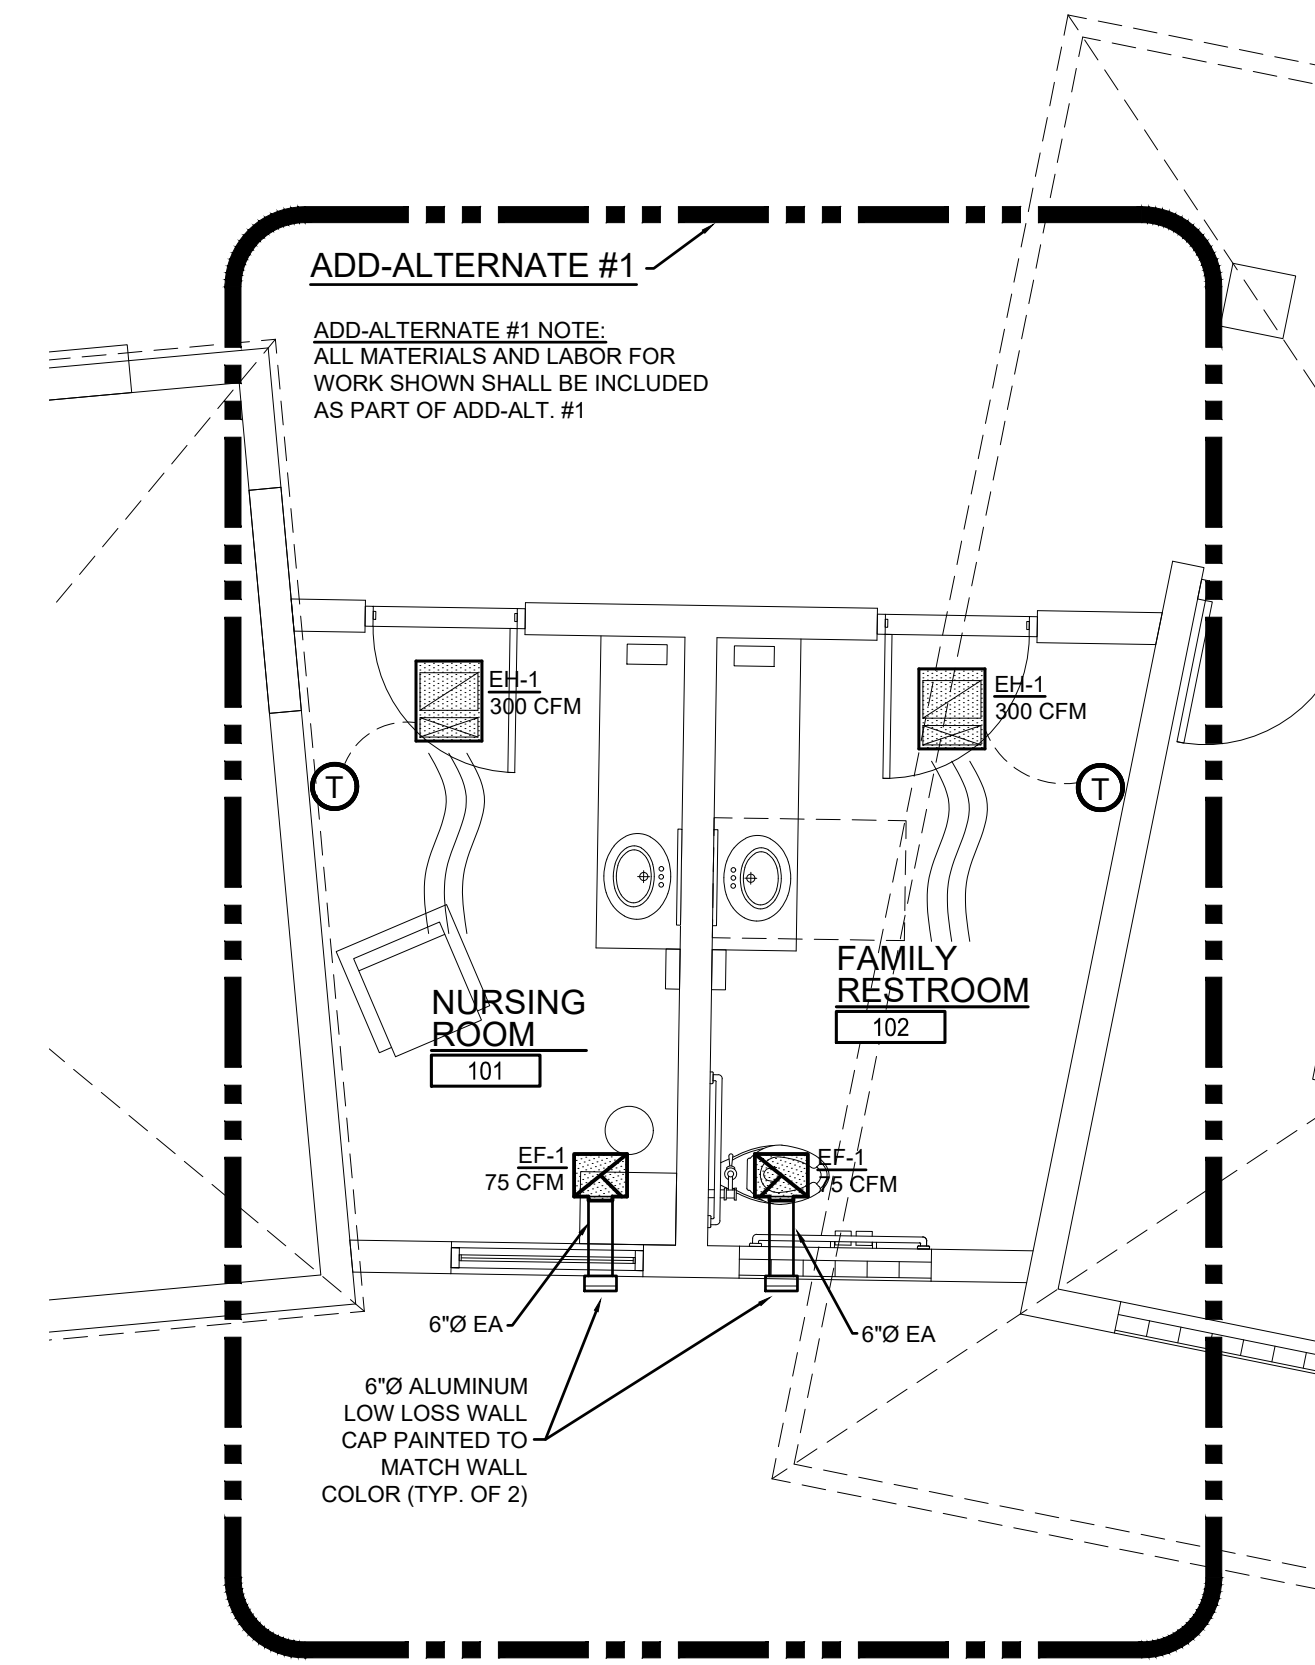 ADD-ALTERNATE #1
ADD-ALTERNATE #1 NOTE:
ALL MATERIALS AND LABOR FOR
WORK SHOWN SHALL BE INCLUDED
AS PART OF ADD-ALT. #1
EH-1
300 CFM
EH-1
300 CFM
T
T
FAMILY
RESTROOM
102
NURSING
ROOM
101
EF-1
75 CFM
EF-1
75 CFM
6"Ø EA
6"Ø EA
6"Ø ALUMINUM
LOW LOSS WALL
CAP PAINTED TO
MATCH WALL
COLOR (TYP. OF 2)